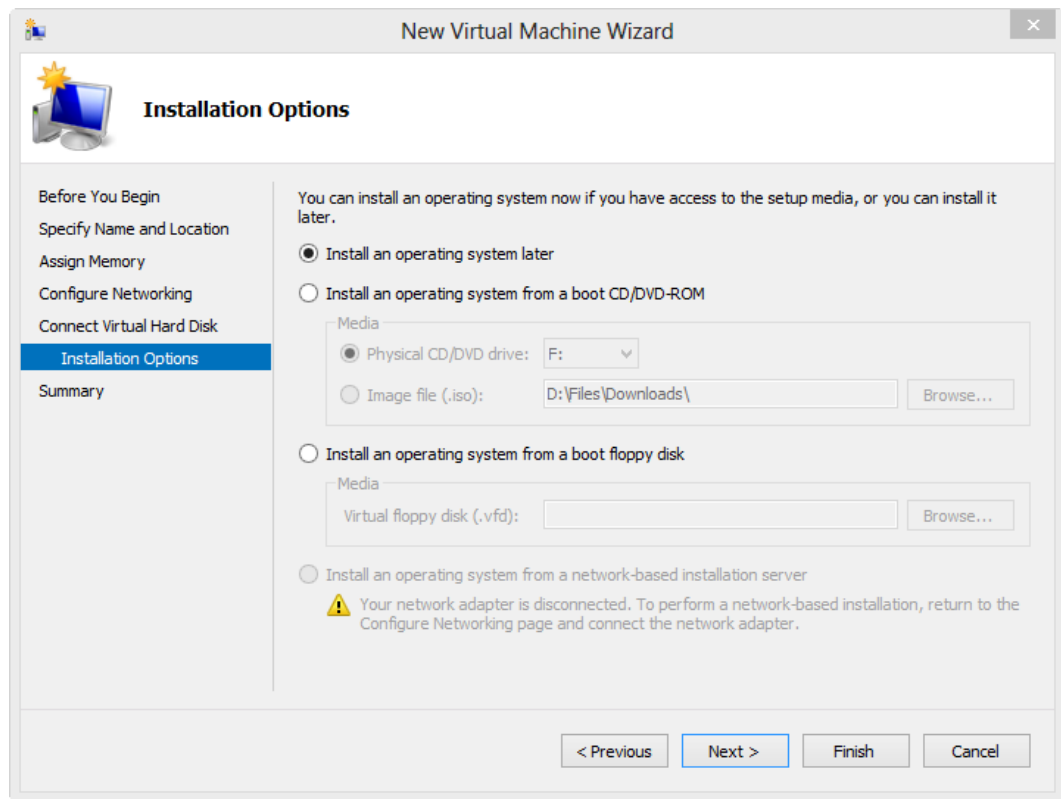 New Virtual Machine Wizard
Installation Options
Before You Begin
Specify Name and Location
Assign Memory
Configure Networking
Connect Virtual Hard Disk
Installation Options
Summary
You can install an operating system now if you have access to the setup media, or you can install it
later.
Install an operating system later
Install an operating system from a boot CD/DVD-ROM
Media
Physical CD/DVD drive: F:
Image file (.iso): D:\Files\Downloads\ Browse...
Install an operating system from a boot floppy disk
Media
Virtual floppy disk (.vfd): Browse...
Install an operating system from a network-based installation server
Your network adapter is disconnected. To perform a network-based installation, return to the
Configure Networking page and connect the network adapter.
< Previous Next > Finish Cancel